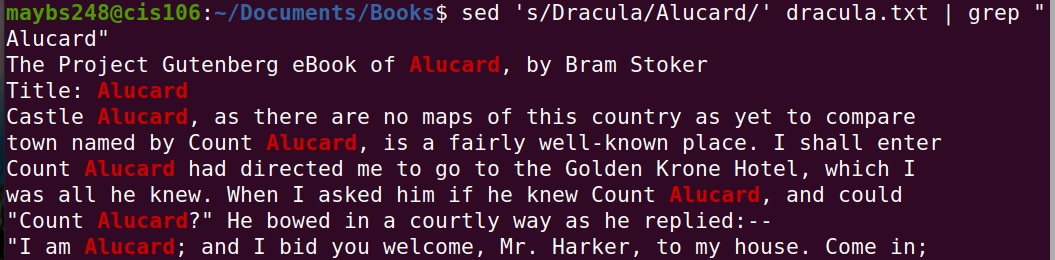 maybs248@cis106:~/Documents/Books$ sed 's/Dracula/Alucard/' dracula.txt | grep "
Alucard"
The Project Gutenberg eBook of Alucard, by Bram Stoker
Title: Alucard
Castle Alucard, as there are no maps of this country as yet to compare
town named by Count Alucard, is a fairly well-known place. I shall enter
Count Alucard had directed me to go to the Golden Krone Hotel, which I
was all he knew. When I asked him if he knew Count Alucard, and could
"Count Alucard?" He bowed in a courtly way as he replied:--
"I am Alucard; and I bid you welcome, Mr. Harker, to my house. Come in;